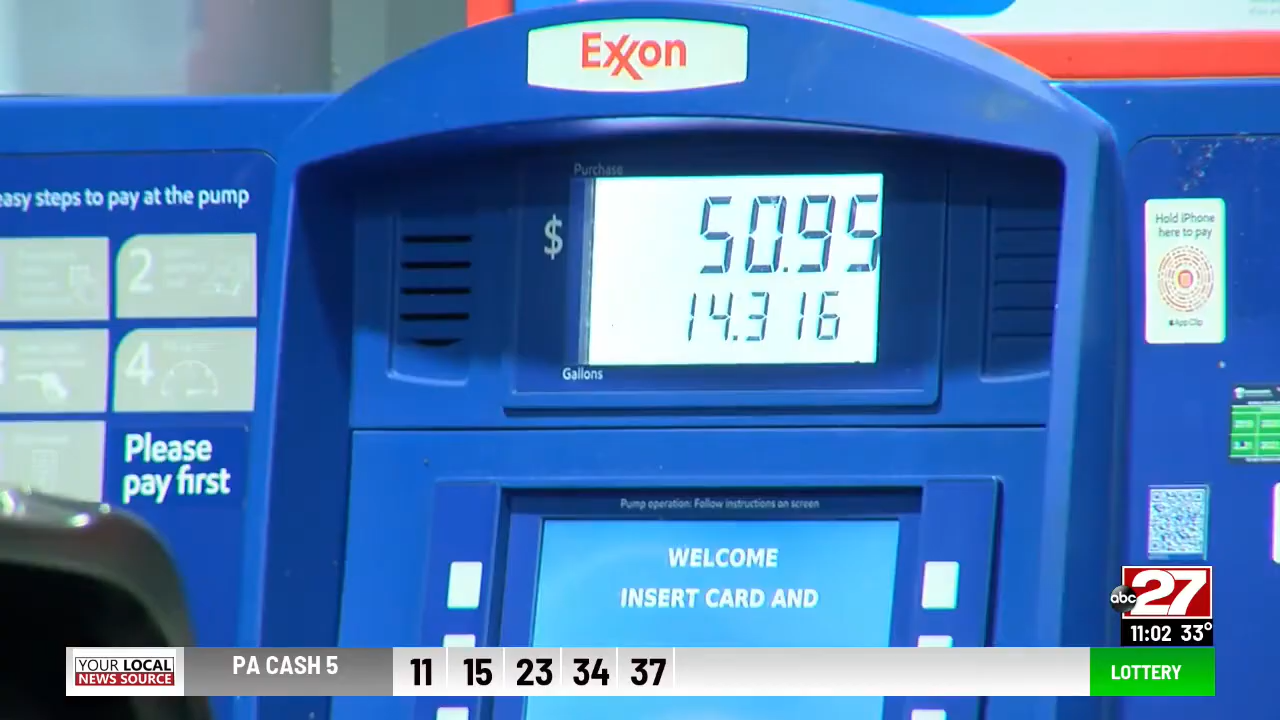 Exxon
Purchase
$ 50.95
14.316
Gallons
easy steps to pay at the pump
2
4
Please
pay first
Hold iPhone
here to pay
App Clip
Pump operation: Follow instructions on screen
WELCOME
INSERT CARD AND
abc 27
11:02 33°
YOUR LOCAL
NEWS SOURCE
PA CASH 5 11 15 23 34 37 LOTTERY